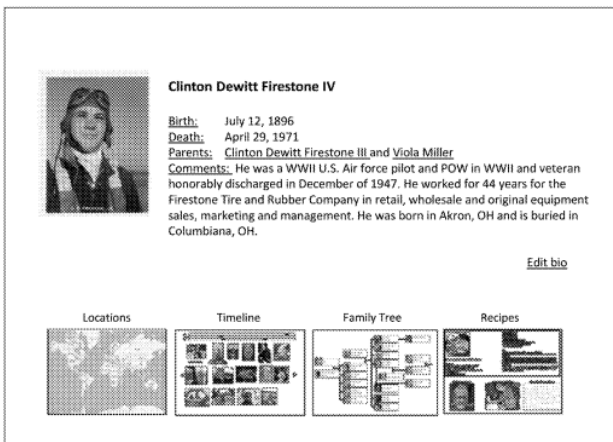 Clinton Dewitt Firestone IV
Birth: July 12, 1896
Death: April 29, 1971
Parents: Clinton Dewitt Firestone III and Viola Miller
Comments: He was a WWII U.S. Air force pilot and POW in WWII and veteran
honorably discharged in December of 1947. He worked for 44 years for the
Firestone Tire and Rubber Company in retail, wholesale and original equipment
sales, marketing and management. He was born in Akron, OH and is buried in
Columbiana, OH.
Edit bio
Locations Timeline Family Tree Recipes